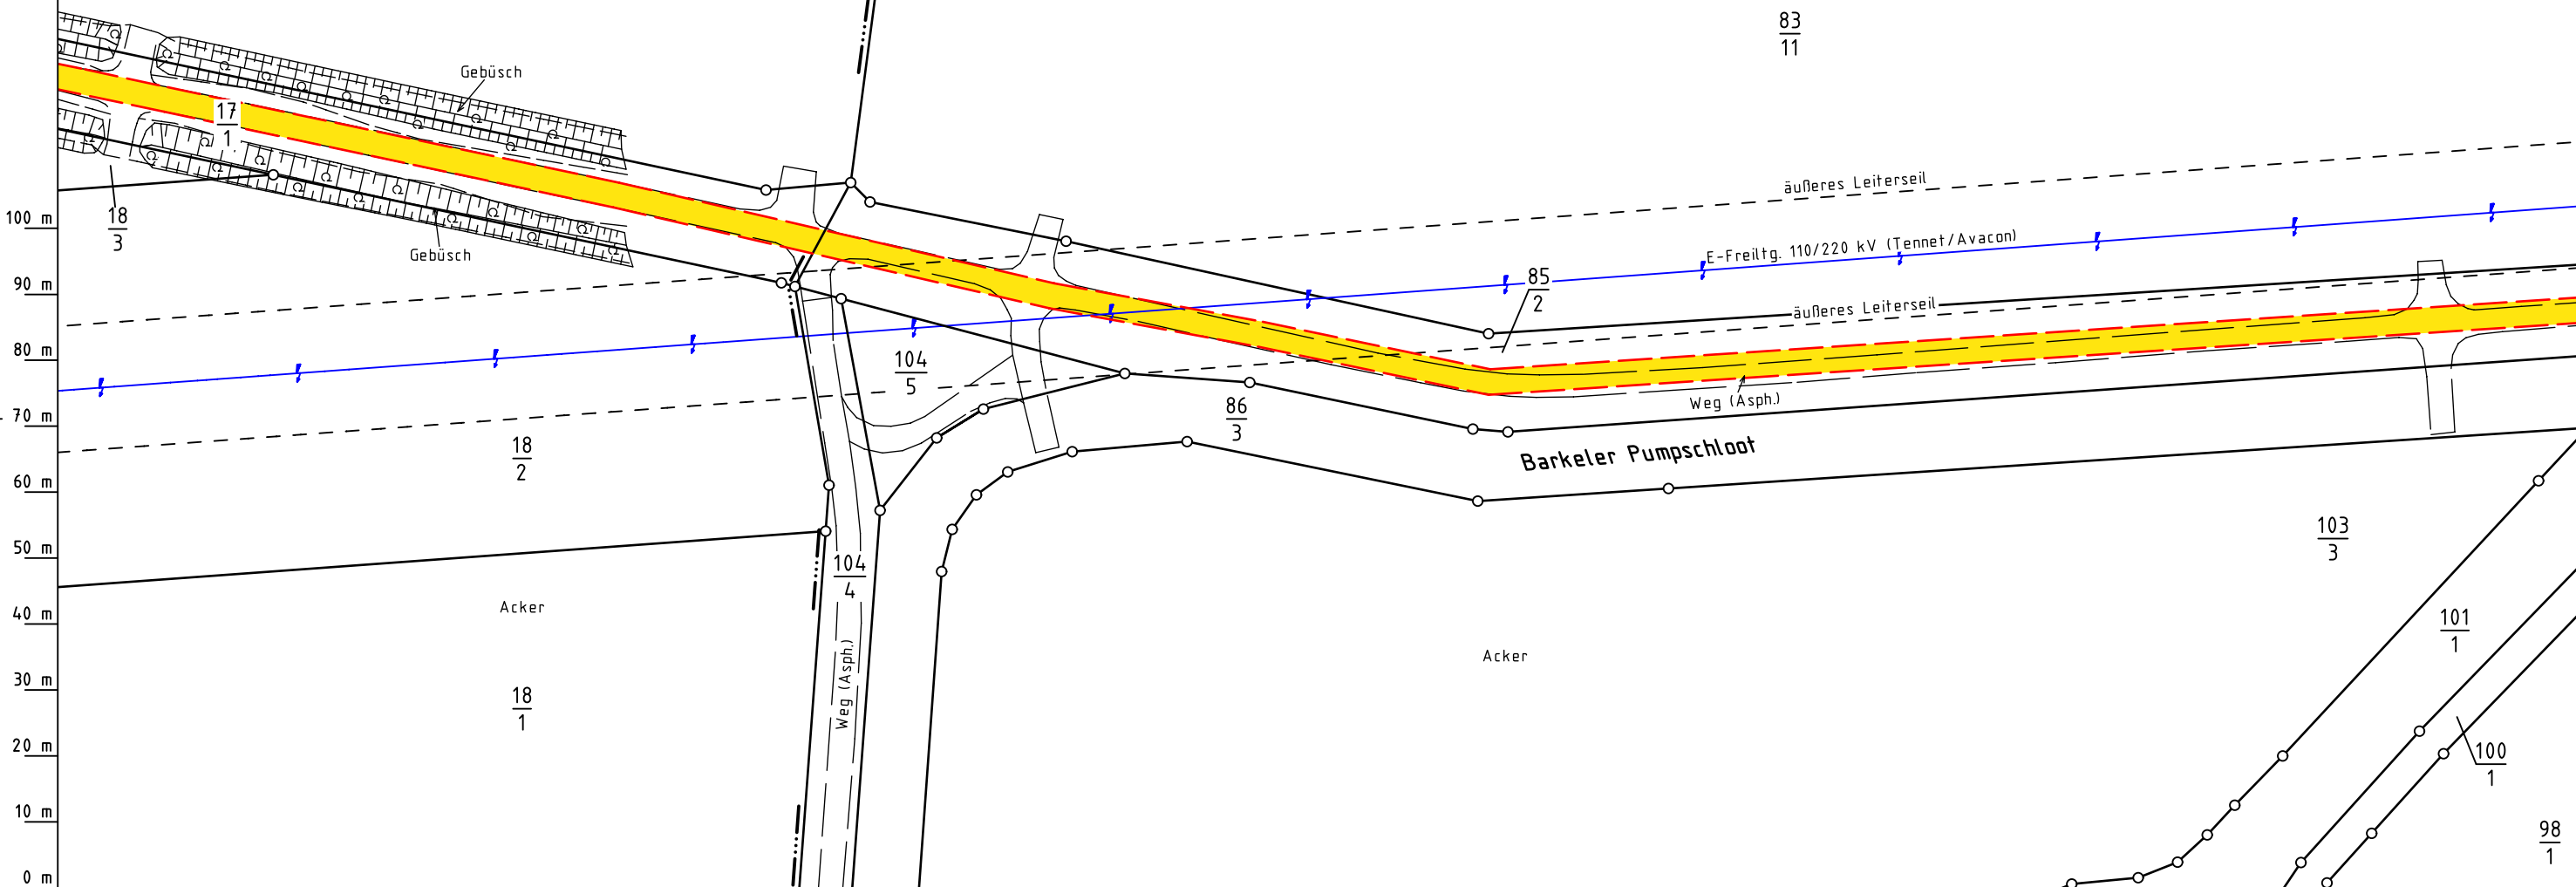 83
11
Gebüsch
17
1
äußeres Leiterseil
18
3
100 m
E-Freiltg. 110/220 kV (Tennet/Avacon)
Gebüsch
90 m
85
2
äußeres Leiterseil
80 m
104
5
Weg (Asph.)
70 m
86
3
18
2
Barkeler Pumpschloot
60 m
103
3
50 m
104
4
Acker
40 m
101
1
Acker
30 m
Weg (Asph.)
18
1
20 m
100
1
10 m
98
1
0 m